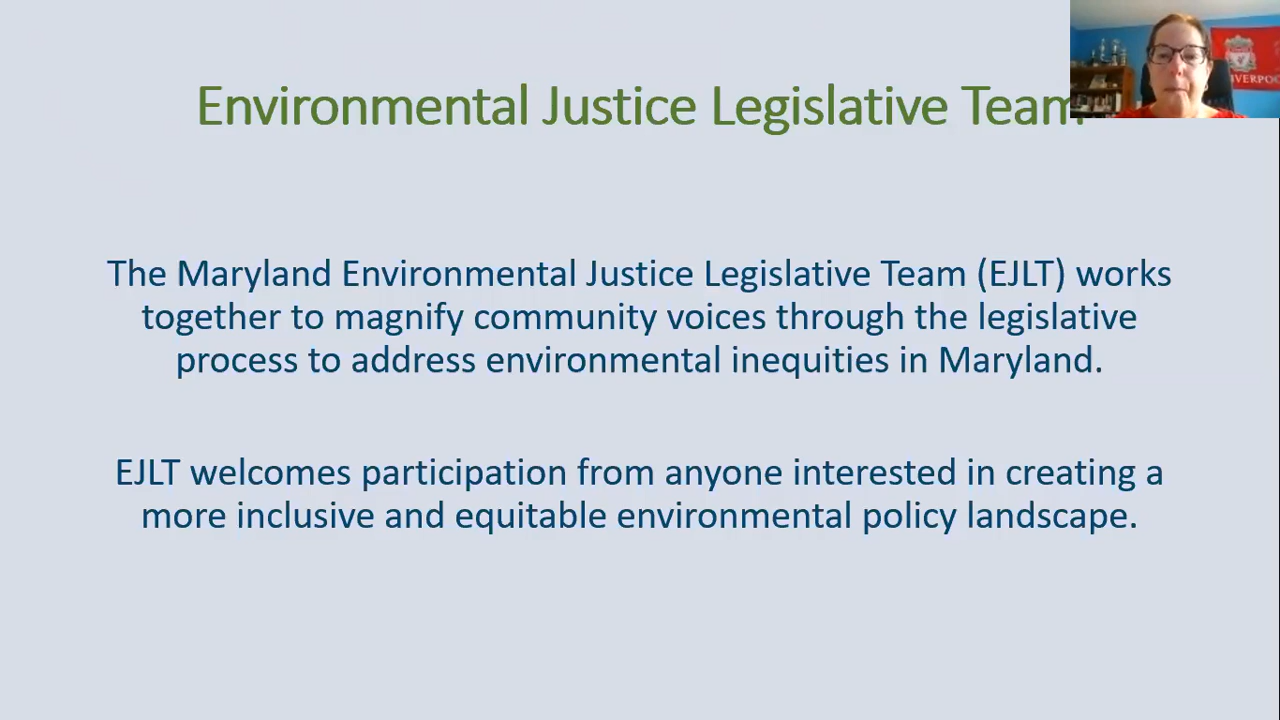 Environmental Justice Legislative Team
The Maryland Environmental Justice Legislative Team (EJLT) works
together to magnify community voices through the legislative
process to address environmental inequities in Maryland.
EJLT welcomes participation from anyone interested in creating a
more inclusive and equitable environmental policy landscape.